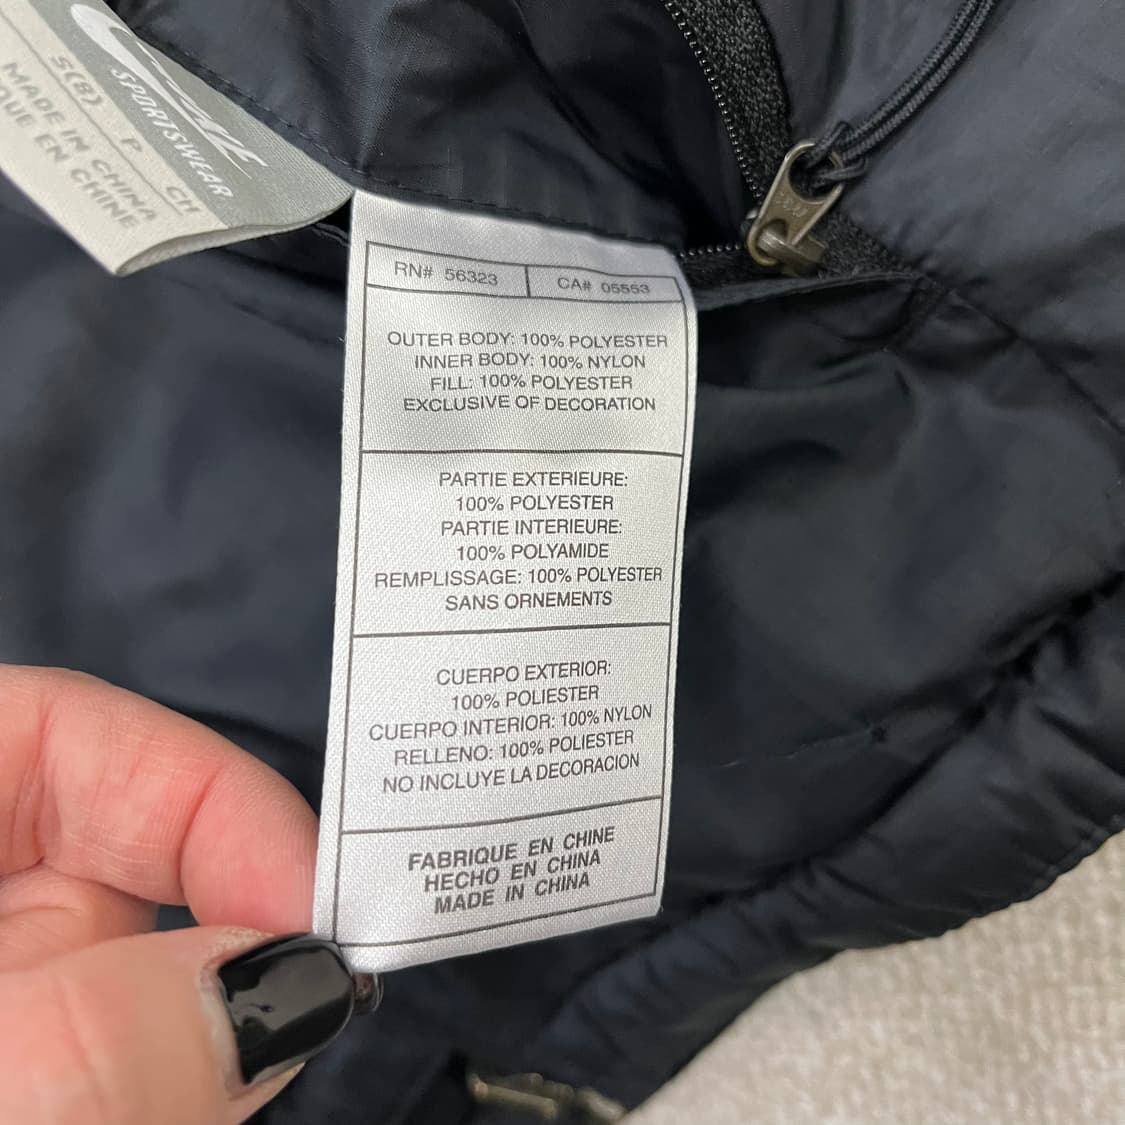 NIKE
SPORTSWEAR
S(8) P CH
MADE IN CHINA
QUE EN CHINE
RN# 56323 CA# 05553
OUTER BODY: 100% POLYESTER
INNER BODY: 100% NYLON
FILL: 100% POLYESTER
EXCLUSIVE OF DECORATION
PARTIE EXTERIEURE:
100% POLYESTER
PARTIE INTERIEURE:
100% POLYAMIDE
REMPLISSAGE: 100% POLYESTER
SANS ORNEMENTS
CUERPO EXTERIOR:
100% POLIESTER
CUERPO INTERIOR: 100% NYLON
RELLENO: 100% POLIESTER
NO INCLUYE LA DECORACION
FABRIQUE EN CHINE
HECHO EN CHINA
MADE IN CHINA